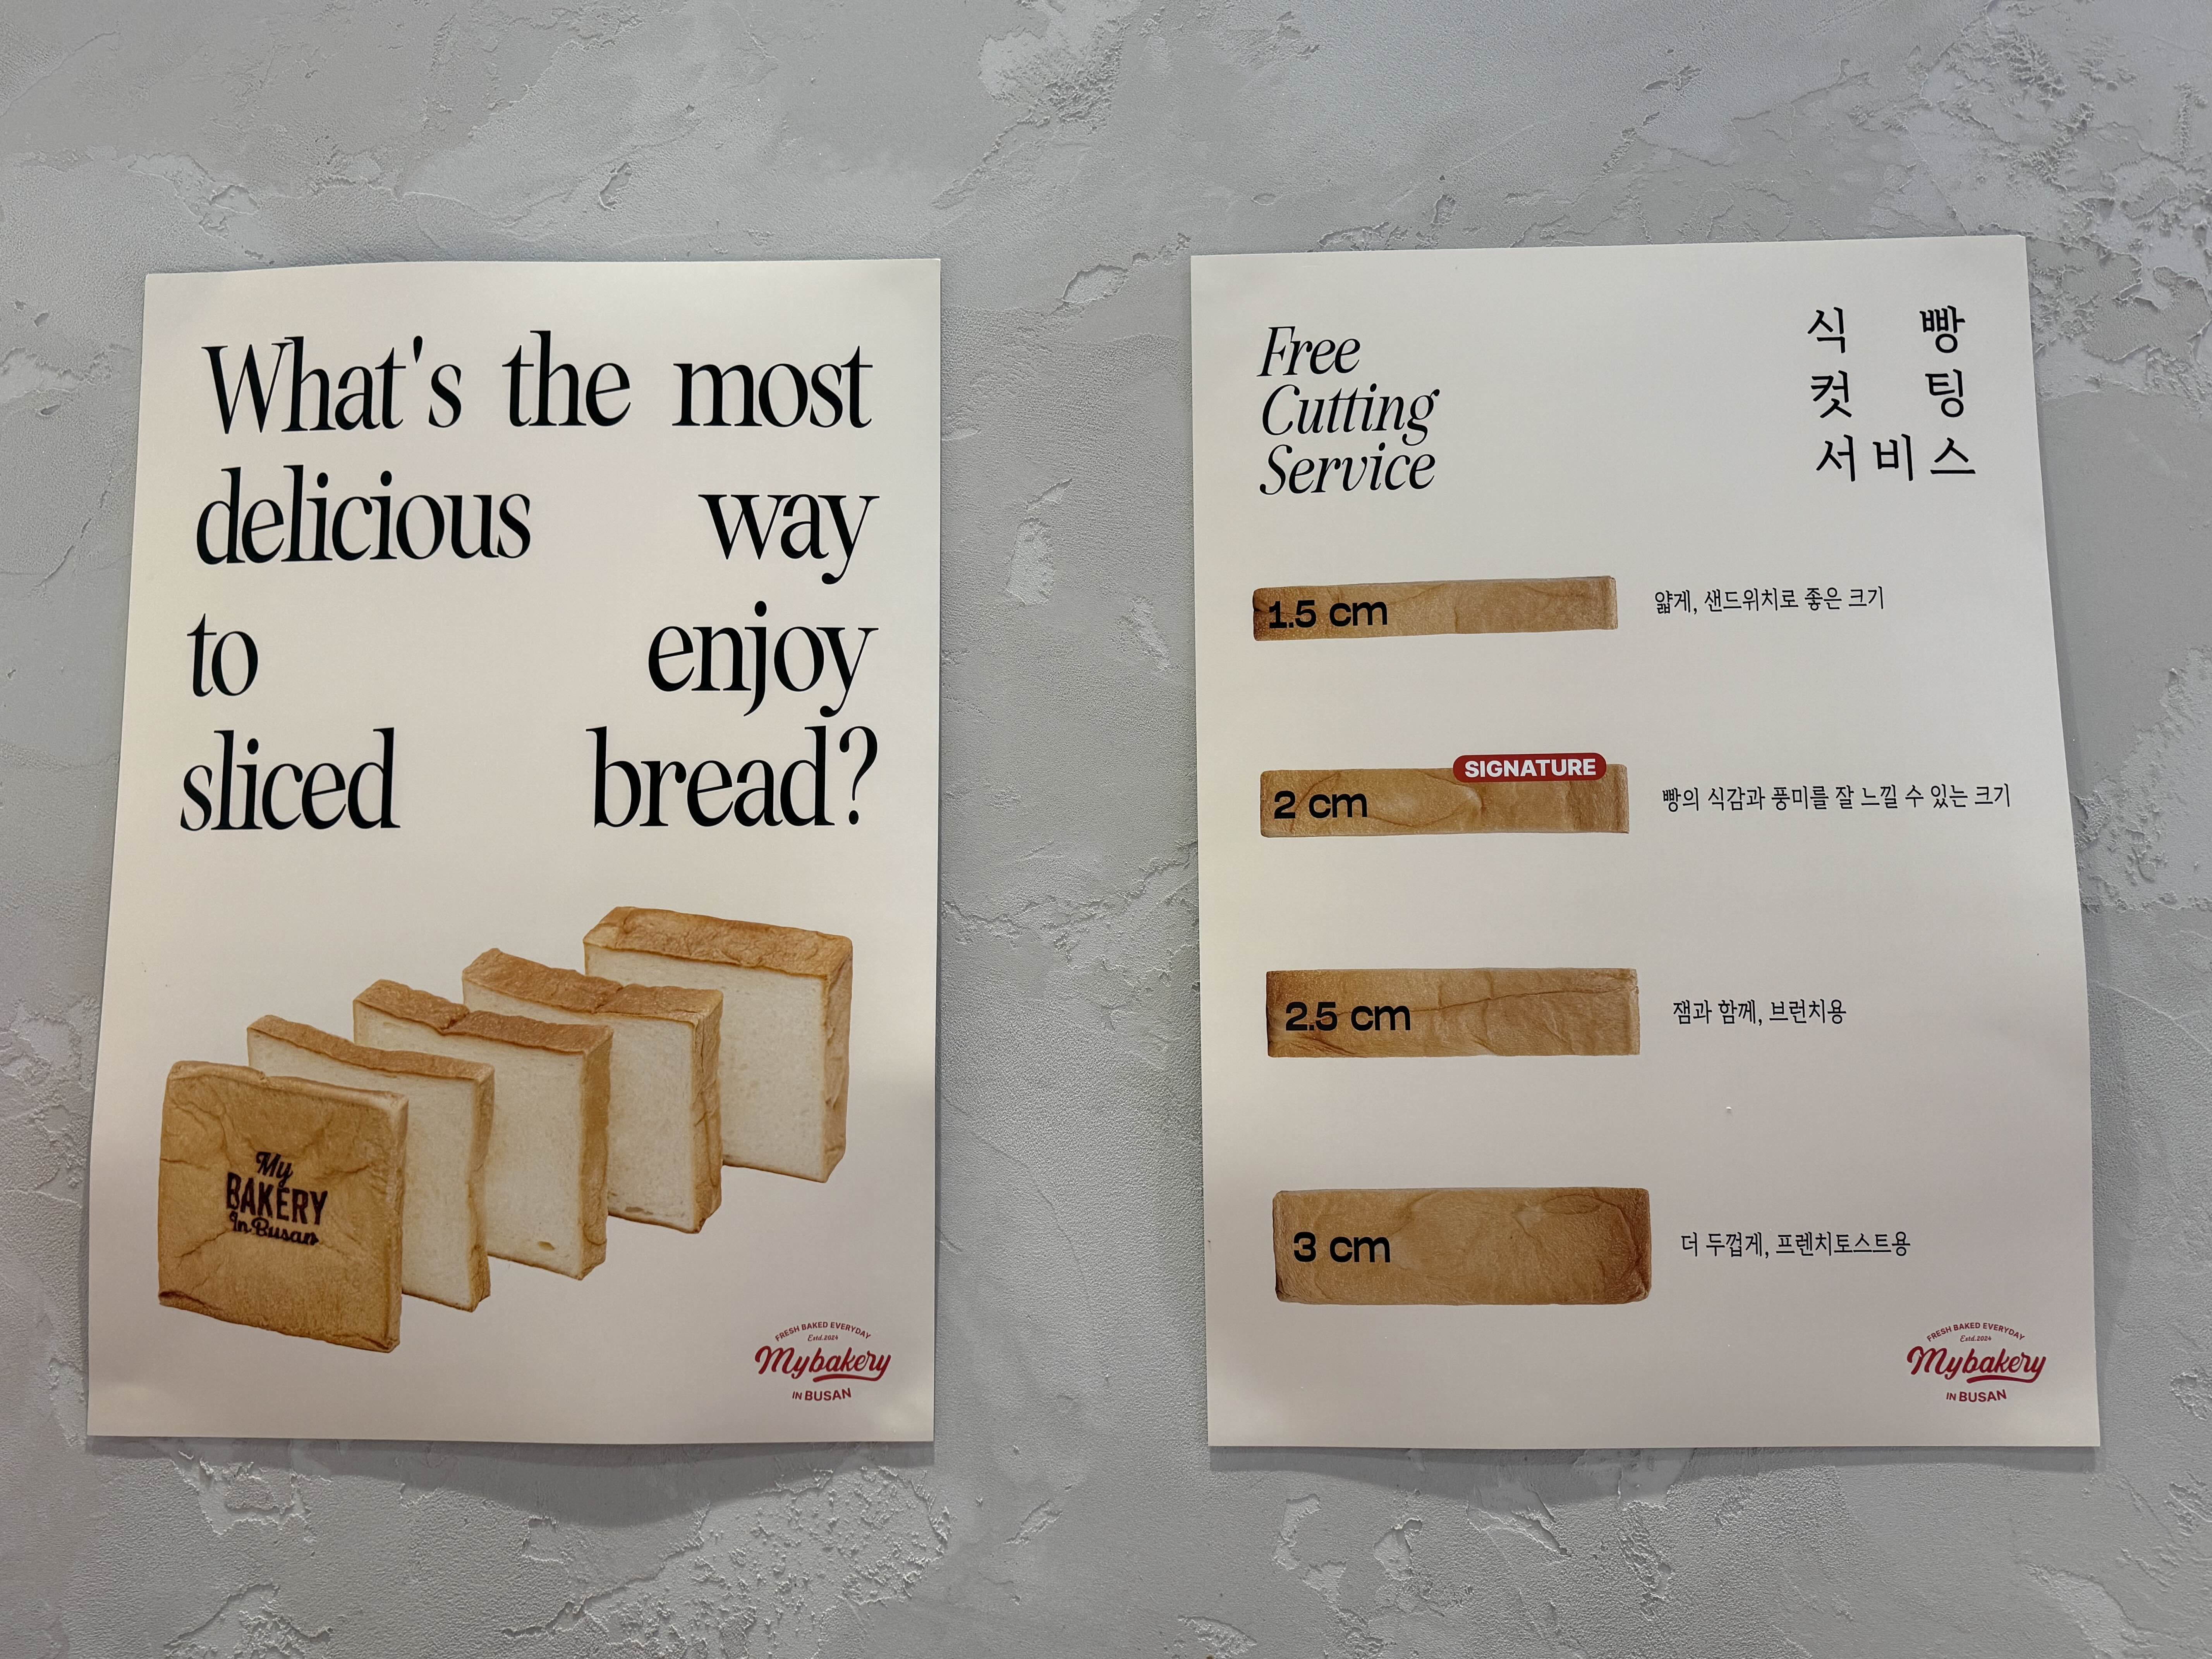 What's the most
delicious way
to enjoy
sliced bread?
My
BAKERY
In Busan
FRESH BAKED EVERYDAY
Estd.2024
Mybakery
IN BUSAN
Free
Cutting
Service
식 빵
컷 팅
서비스
1.5 cm
얇게, 샌드위치로 좋은 크기
SIGNATURE
2 cm
빵의 식감과 풍미를 잘 느낄 수 있는 크기
2.5 cm
잼과 함께, 브런치용
3 cm
더 두껍게, 프렌치토스트용
FRESH BAKED EVERYDAY
Estd.2024
Mybakery
IN BUSAN